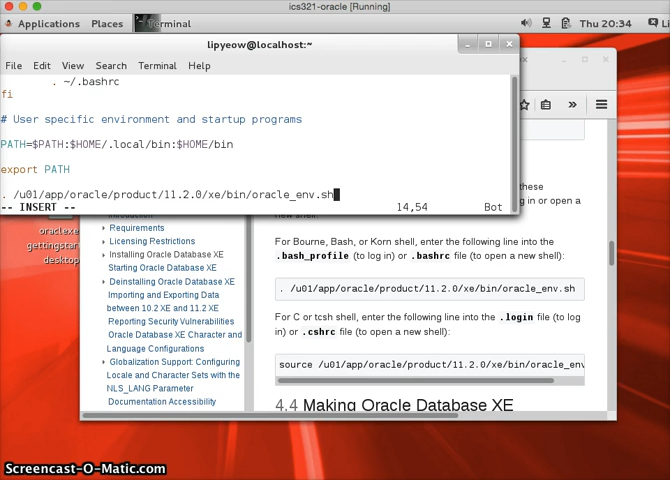 ics321-oracle [Running]
Applications Places Terminal Thu 20:34 Li
lipyeow@localhost:~
File Edit View Search Terminal Help
. ~/.bashrc
fi
# User specific environment and startup programs
PATH=$PATH:$HOME/.local/bin:$HOME/bin
export PATH
. /u01/app/oracle/product/11.2.0/xe/bin/oracle_env.sh
-- INSERT -- 14,54 Bot
oraclexe
gettingstart
desktop
Requirements
Licensing Restrictions
Installing Oracle Database XE
Starting Oracle Database XE
Deinstalling Oracle Database XE
Importing and Exporting Data
between 10.2 XE and 11.2 XE
Reporting Security Vulnerabilities
Oracle Database XE Character and
Language Configurations
Globalization Support: Configuring
Locale and Character Sets with the
NLS_LANG Parameter
Documentation Accessibility
these
g in or open a
For Bourne, Bash, or Korn shell, enter the following line into the
.bash_profile (to log in) or .bashrc file (to open a new shell):
. /u01/app/oracle/product/11.2.0/xe/bin/oracle_env.sh
For C or tcsh shell, enter the following line into the .login file (to log
in) or .cshrc file (to open a new shell):
source /u01/app/oracle/product/11.2.0/xe/bin/oracle_env
4.4 Making Oracle Database XE
Screencast-O-Matic.com